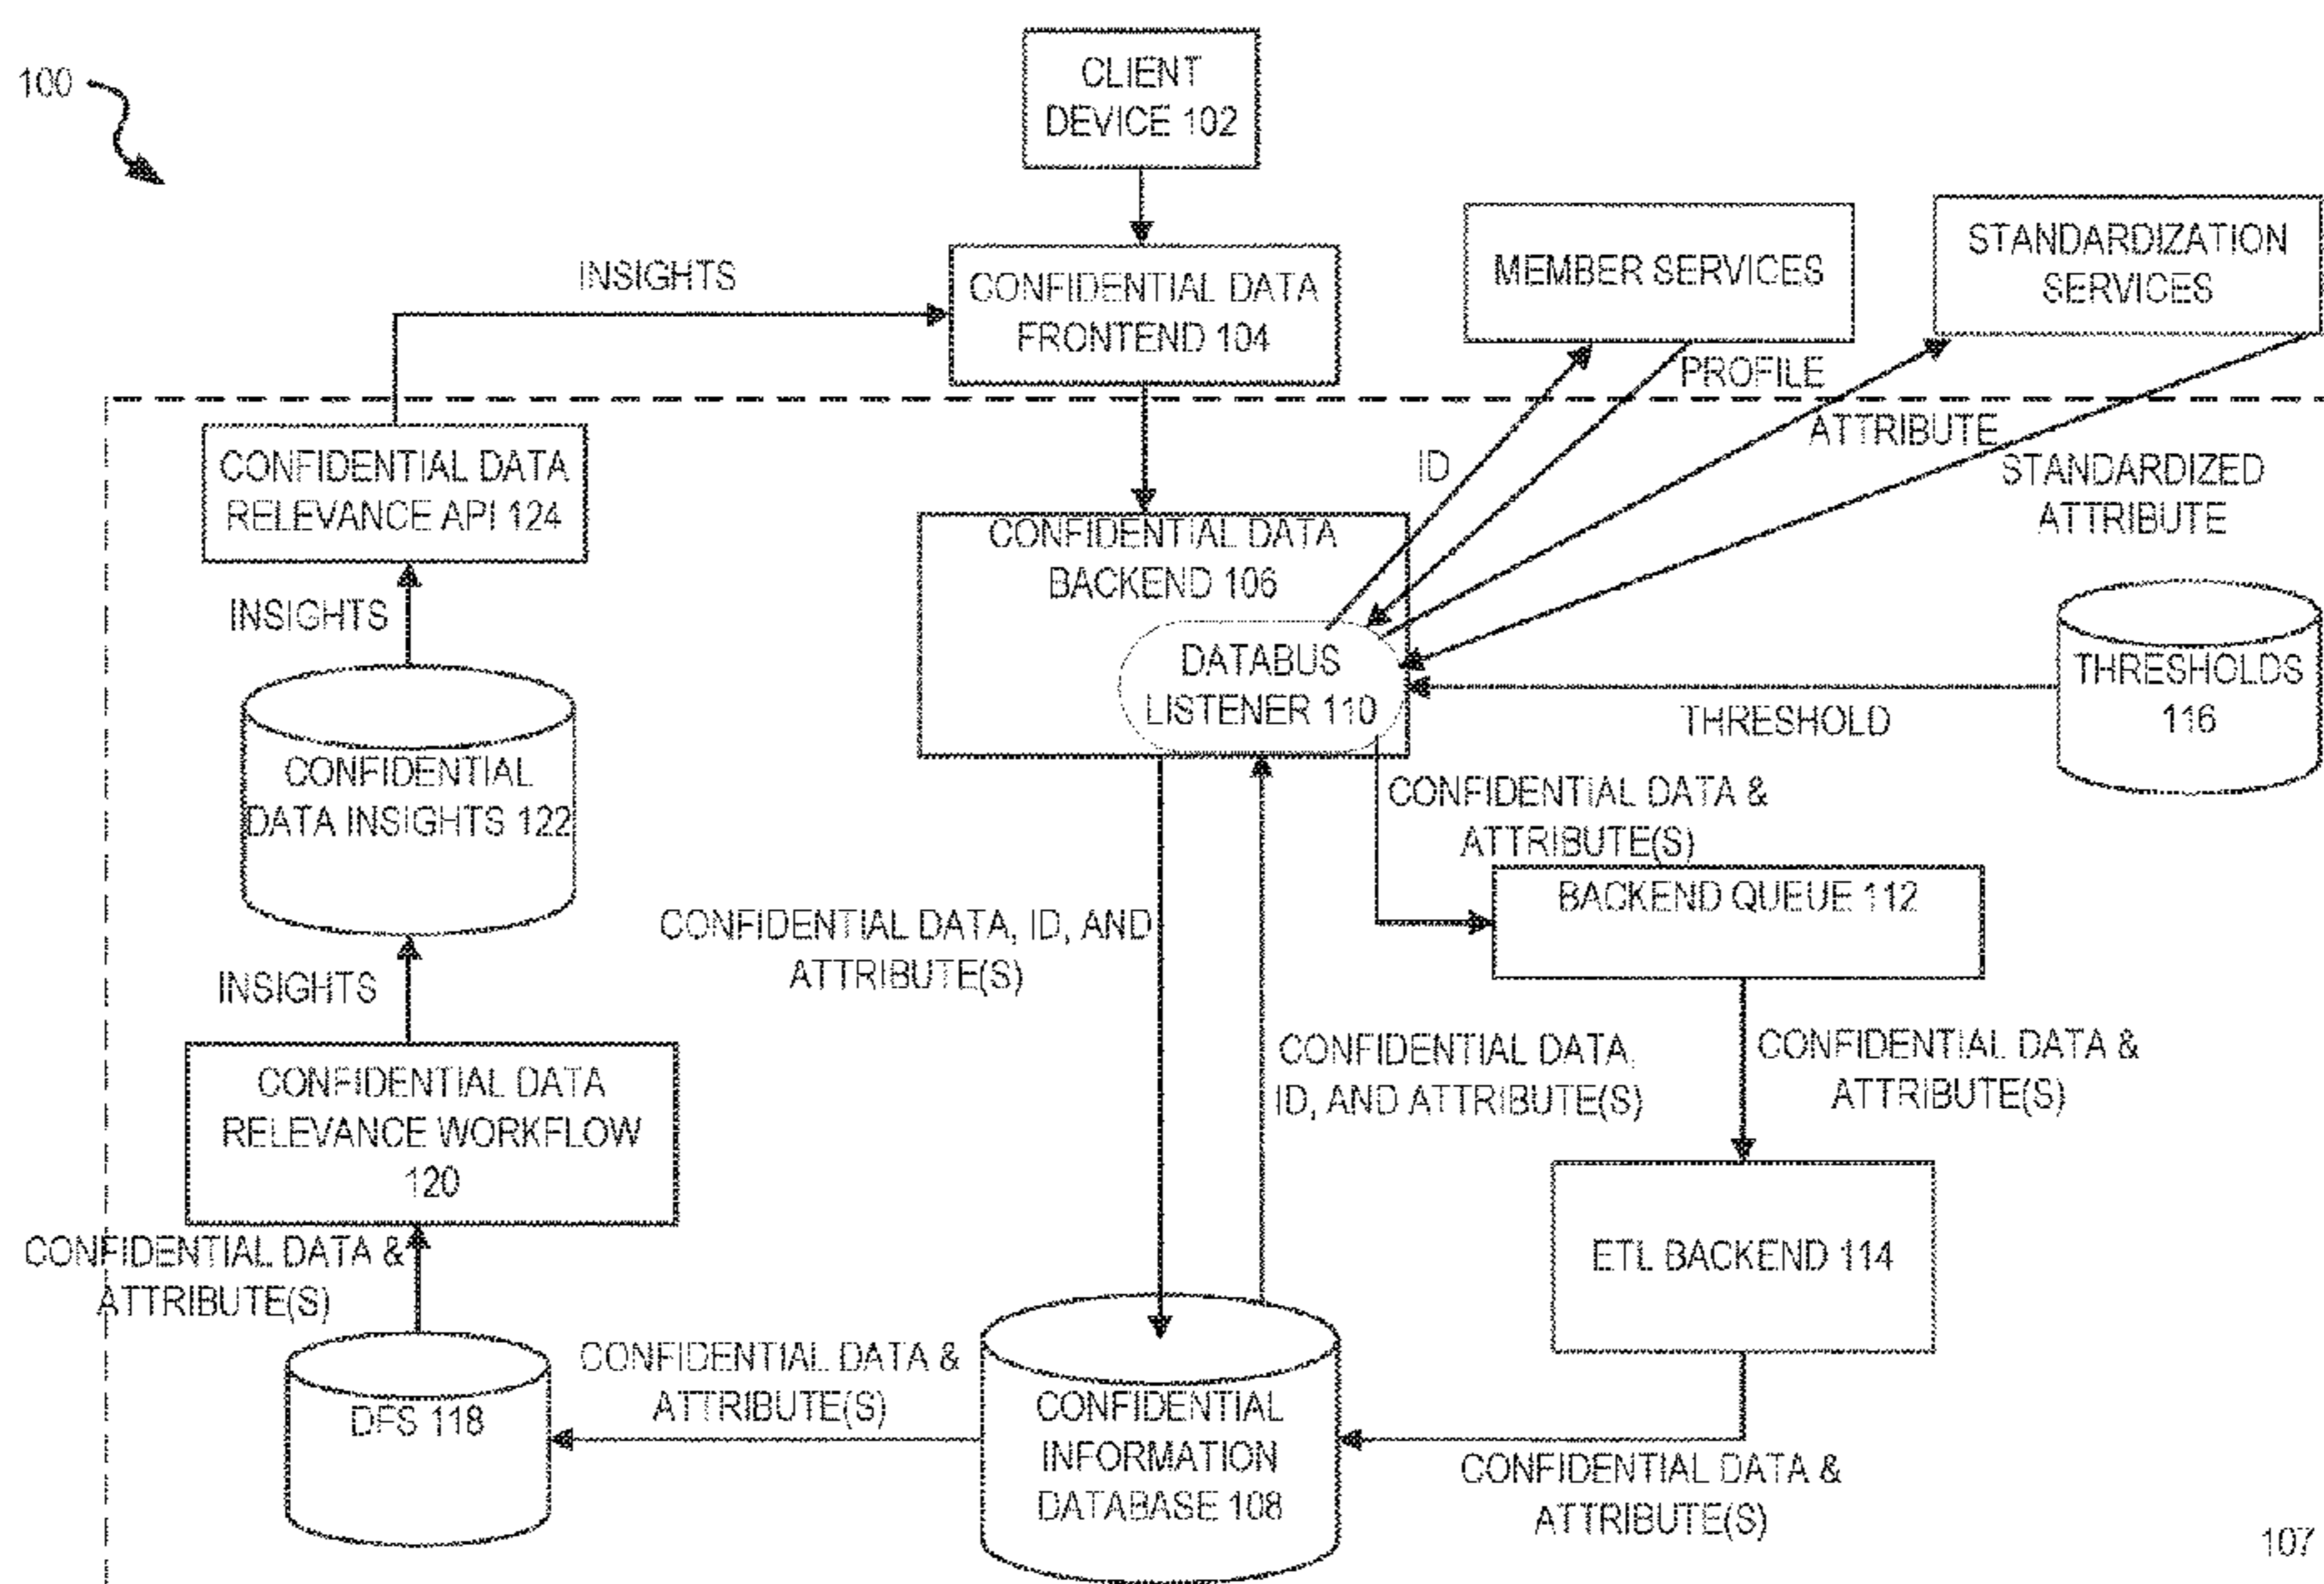 100
CLIENT
DEVICE 102
INSIGHTS
CONFIDENTIAL DATA
FRONTEND 104
MEMBER SERVICES
STANDARDIZATION
SERVICES
PROFILE
ATTRIBUTE
ID
STANDARDIZED
ATTRIBUTE
CONFIDENTIAL DATA
RELEVANCE API 124
CONFIDENTIAL DATA
BACKEND 106
DATABUS
LISTENER 110
THRESHOLD
THRESHOLDS
116
INSIGHTS
CONFIDENTIAL
DATA INSIGHTS 122
CONFIDENTIAL DATA &
ATTRIBUTE(S)
BACKEND QUEUE 112
CONFIDENTIAL DATA, ID, AND
ATTRIBUTE(S)
INSIGHTS
CONFIDENTIAL DATA,
ID, AND ATTRIBUTE(S)
CONFIDENTIAL DATA &
ATTRIBUTE(S)
CONFIDENTIAL DATA
RELEVANCE WORKFLOW
120
ETL BACKEND 114
CONFIDENTIAL DATA &
ATTRIBUTE(S)
DFS 118
CONFIDENTIAL DATA &
ATTRIBUTE(S)
CONFIDENTIAL
INFORMATION
DATABASE 108
CONFIDENTIAL DATA &
ATTRIBUTE(S)
107